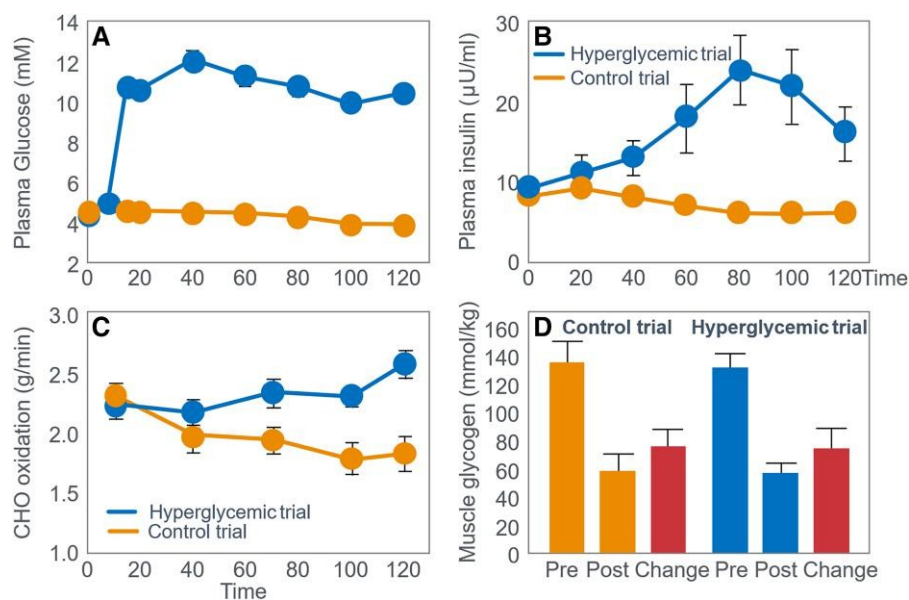 A
Plasma Glucose (mM)
14
12
10
8
6
4
2
0 20 40 60 80 100 120
B
Plasma insulin (µU/ml)
Hyperglycemic trial
Control trial
30
20
10
0
0 20 40 60 80 100 120Time
C
CHO oxidation (g/min)
3.0
2.5
2.0
1.5
1.0
Hyperglycemic trial
Control trial
0 20 40 60 80 100 120
Time
D
Muscle glycogen (mmol/kg)
Control trial Hyperglycemic trial
160
140
120
100
80
60
40
20
0
Pre Post Change Pre Post Change